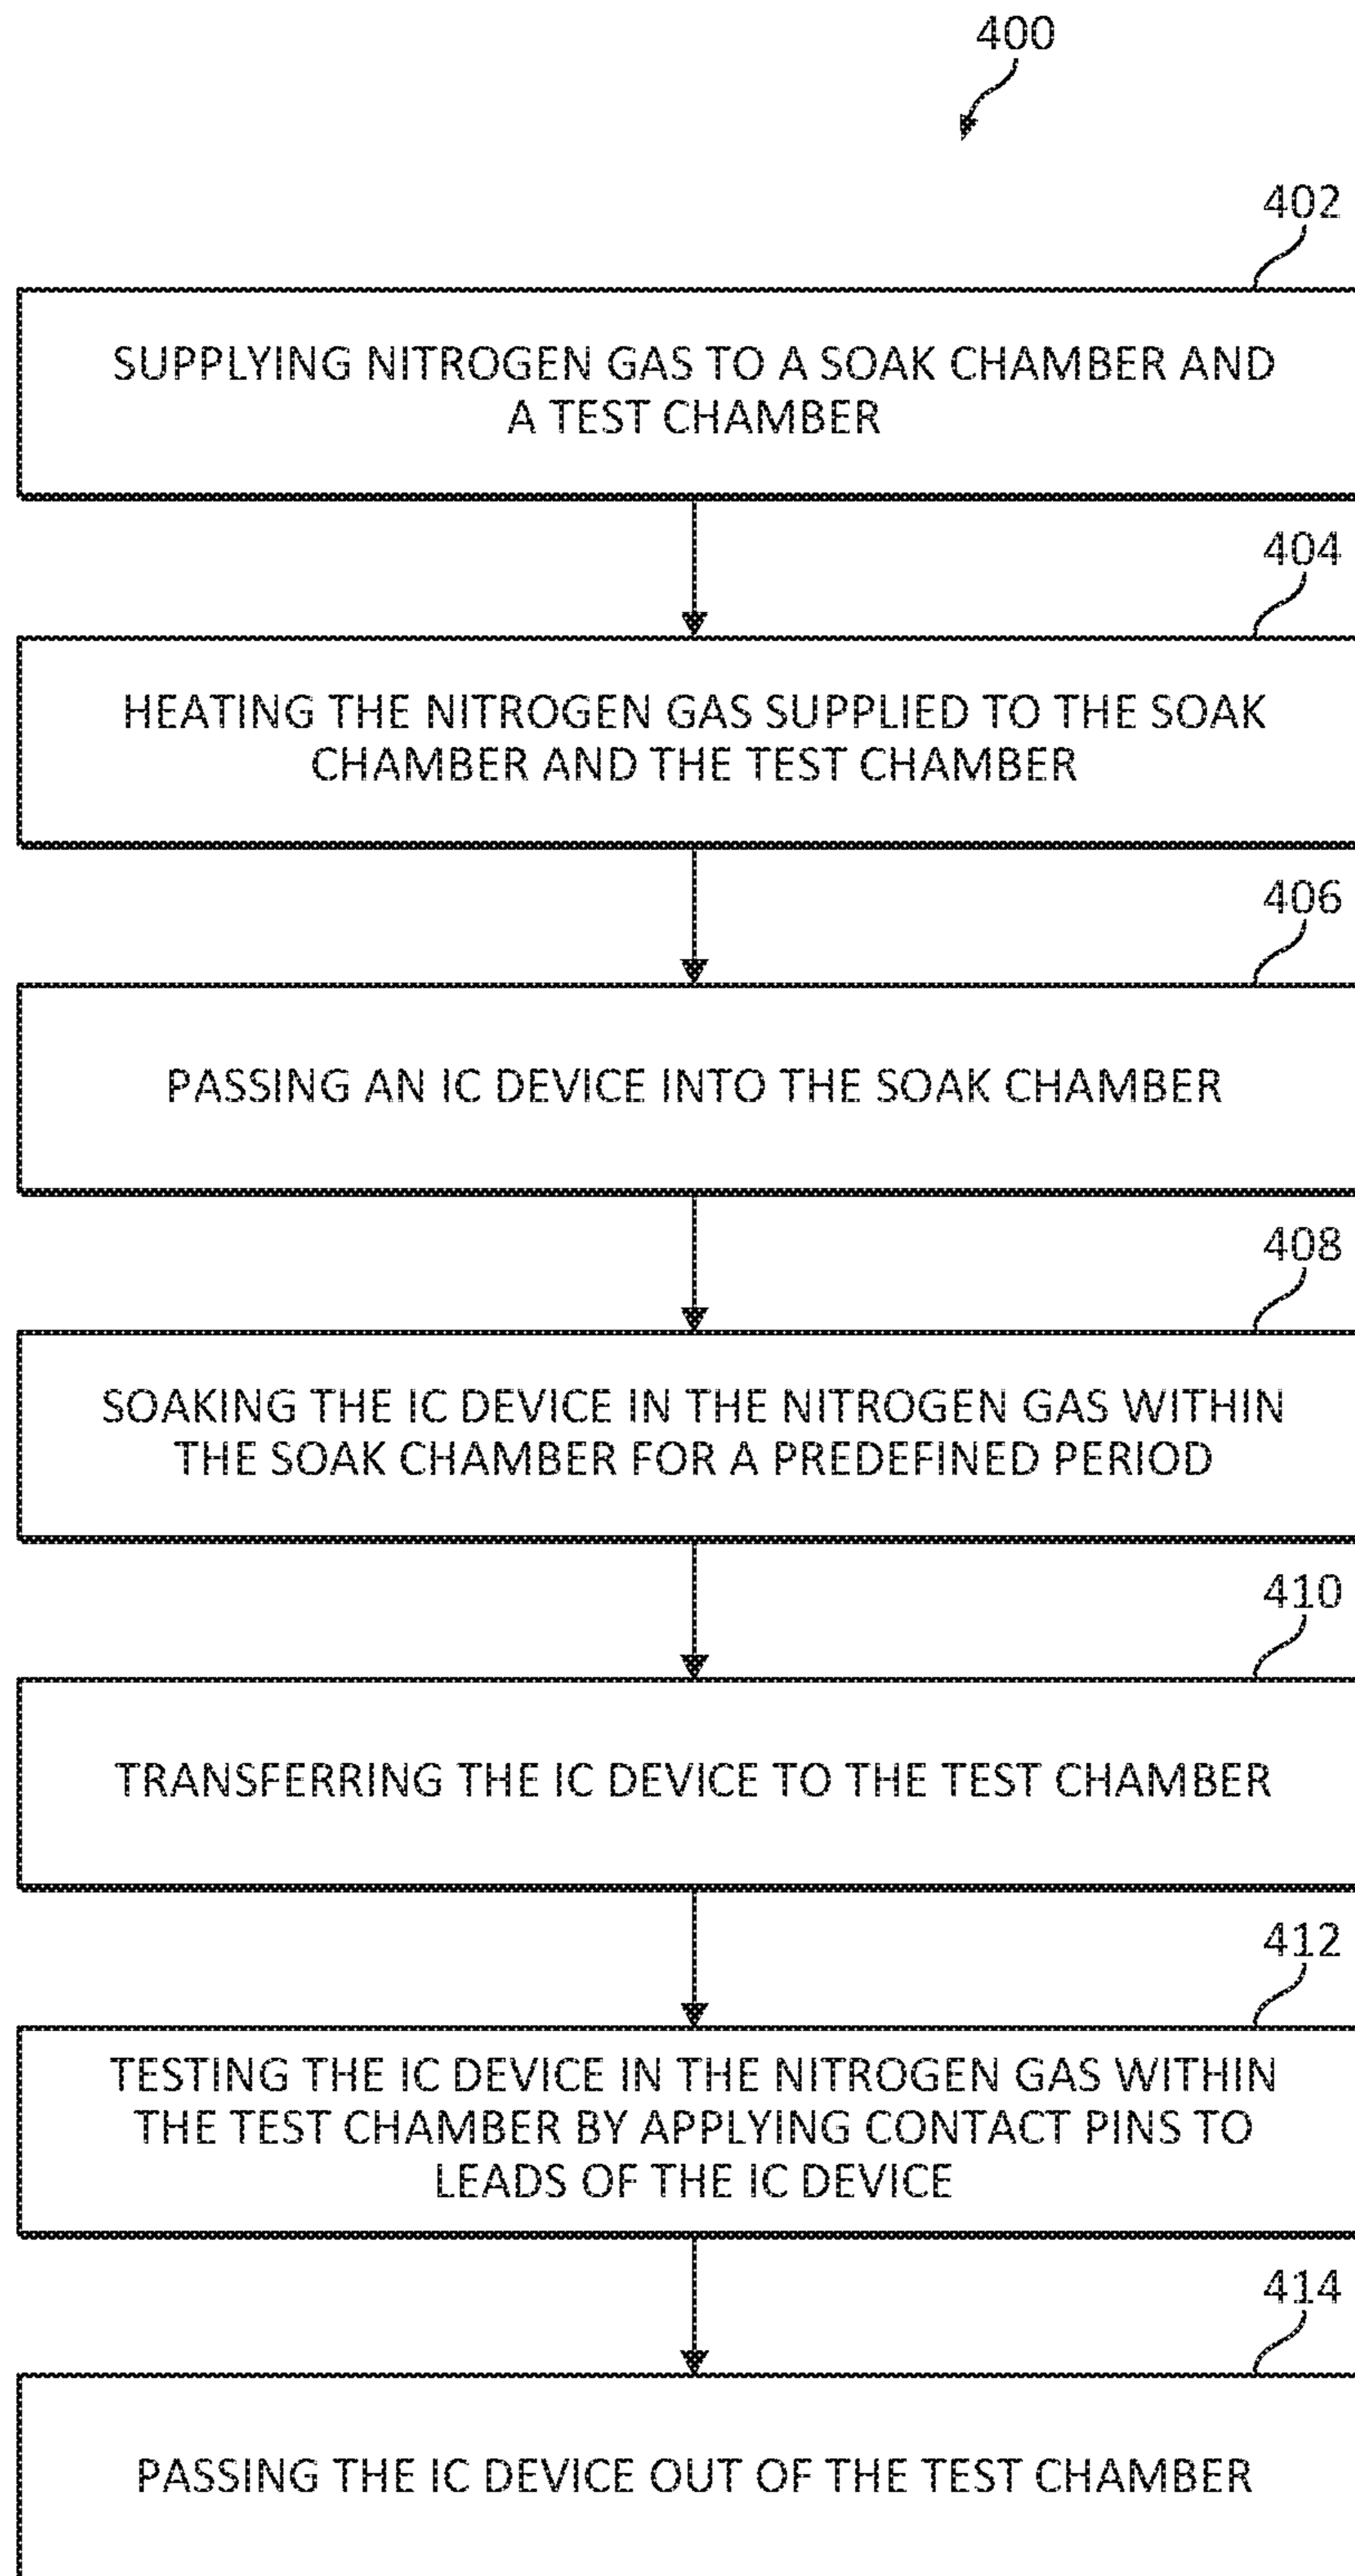 400
402
SUPPLYING NITROGEN GAS TO A SOAK CHAMBER AND
A TEST CHAMBER
404
HEATING THE NITROGEN GAS SUPPLIED TO THE SOAK
CHAMBER AND THE TEST CHAMBER
406
PASSING AN IC DEVICE INTO THE SOAK CHAMBER
408
SOAKING THE IC DEVICE IN THE NITROGEN GAS WITHIN
THE SOAK CHAMBER FOR A PREDEFINED PERIOD
410
TRANSFERRING THE IC DEVICE TO THE TEST CHAMBER
412
TESTING THE IC DEVICE IN THE NITROGEN GAS WITHIN
THE TEST CHAMBER BY APPLYING CONTACT PINS TO
LEADS OF THE IC DEVICE
414
PASSING THE IC DEVICE OUT OF THE TEST CHAMBER